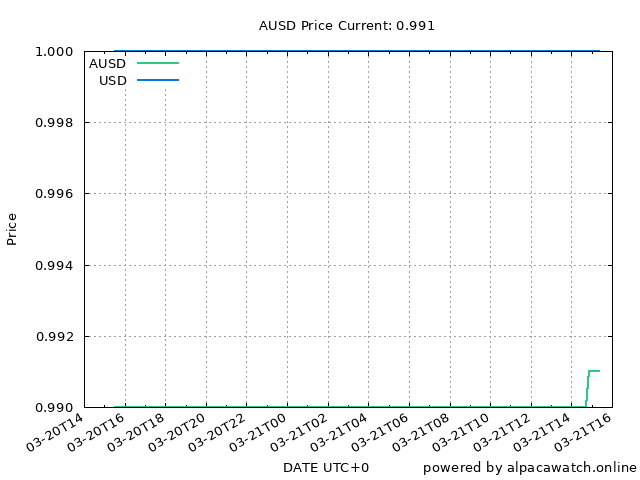 AUSD Price Current: 0.991
1.000
AUSD
USD
0.998
0.996
Price
0.994
0.992
0.990
03-20T14
03-20T16
03-20T18
03-20T20
03-20T22
03-21T00
03-21T02
03-21T04
03-21T06
03-21T08
03-21T10
03-21T12
03-21T14
03-21T16
DATE UTC+0
powered by alpacawatch.online